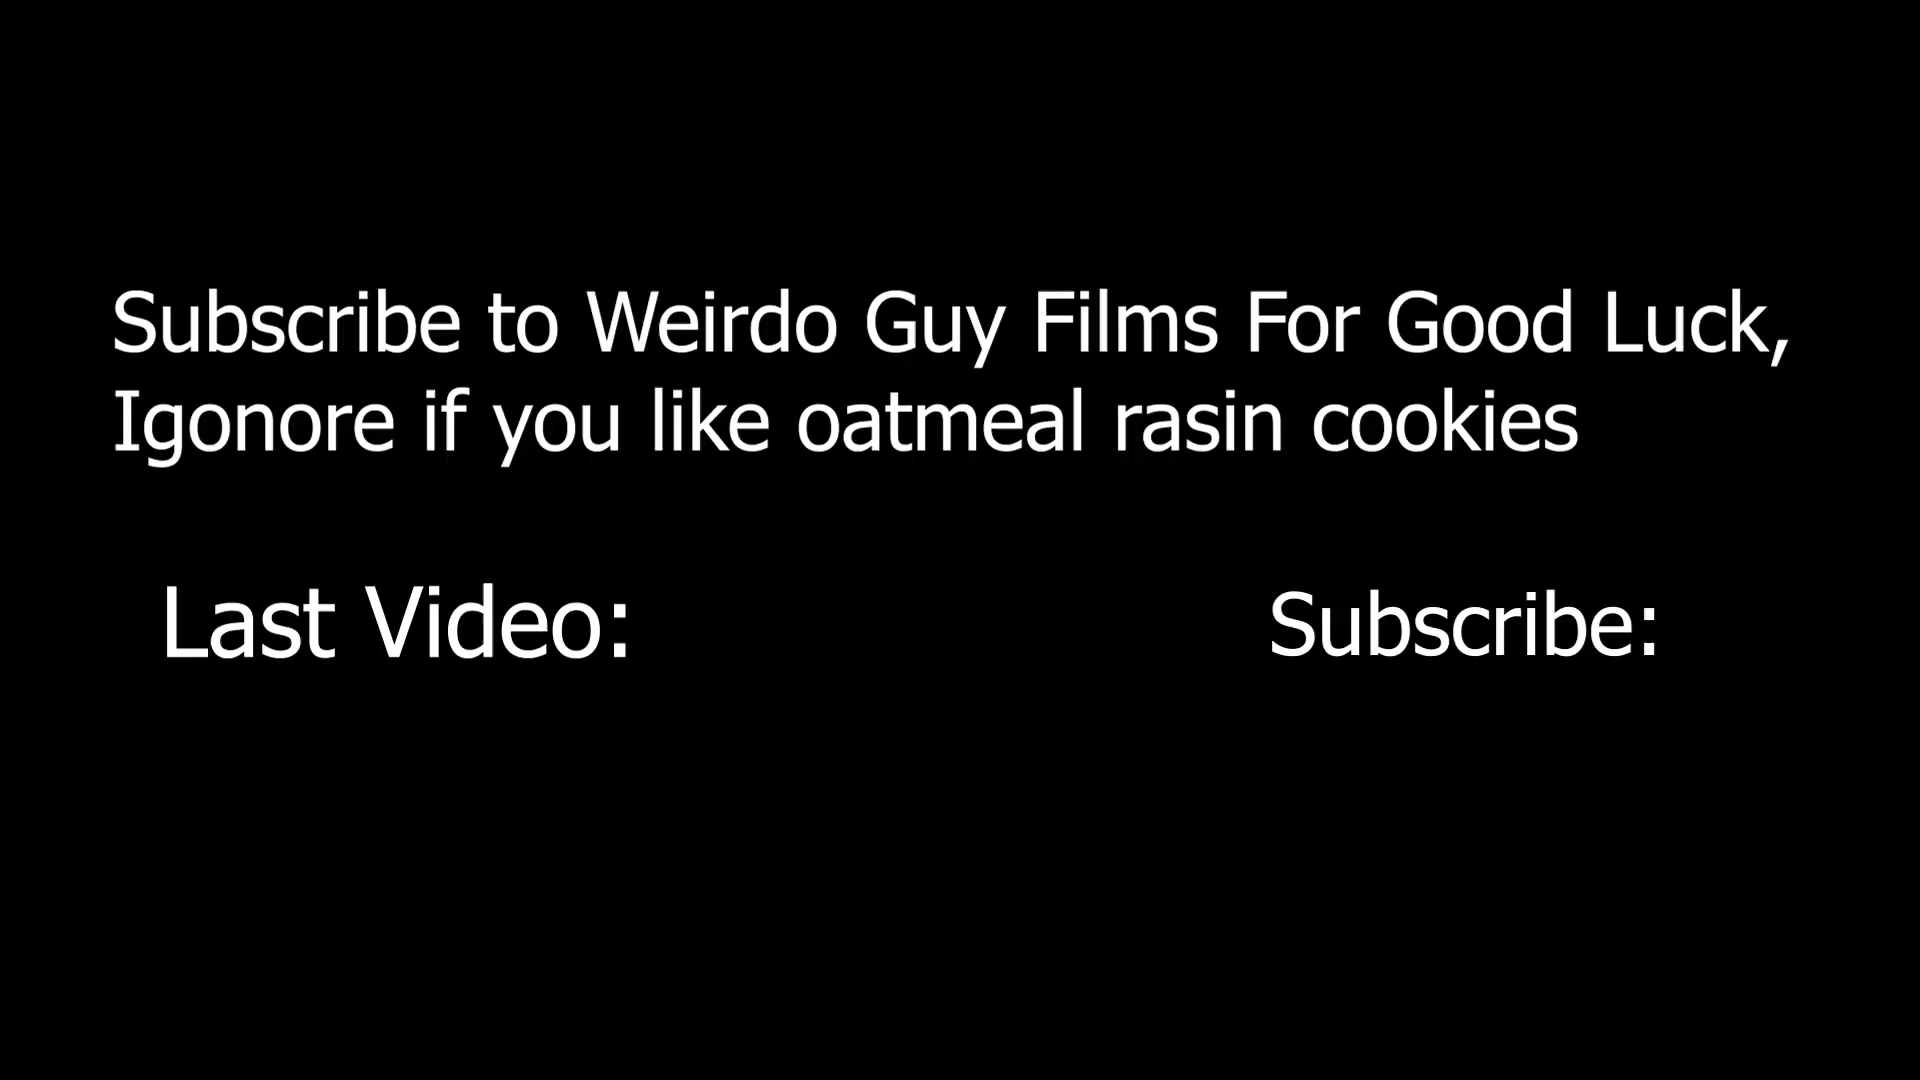 Subscribe to Weirdo Guy Films For Good Luck,
Igonore if you like oatmeal rasin cookies
Last Video:
Subscribe: